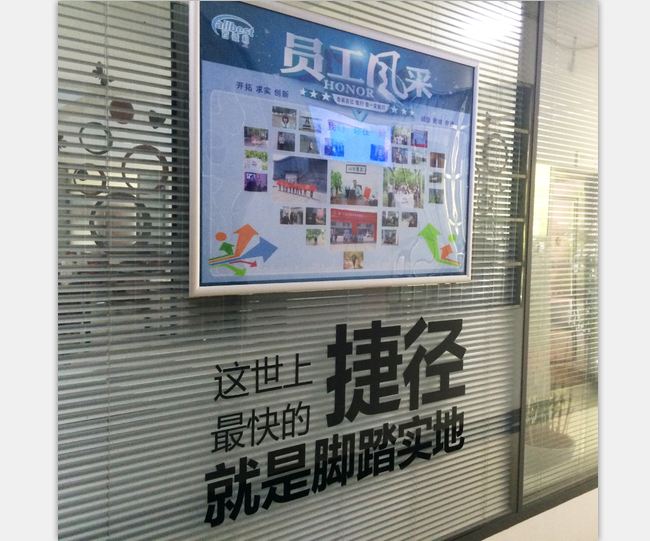 allbest
员工风采
HONOR
开拓 求实 创新
这世上
最快的
捷径
就是脚踏实地